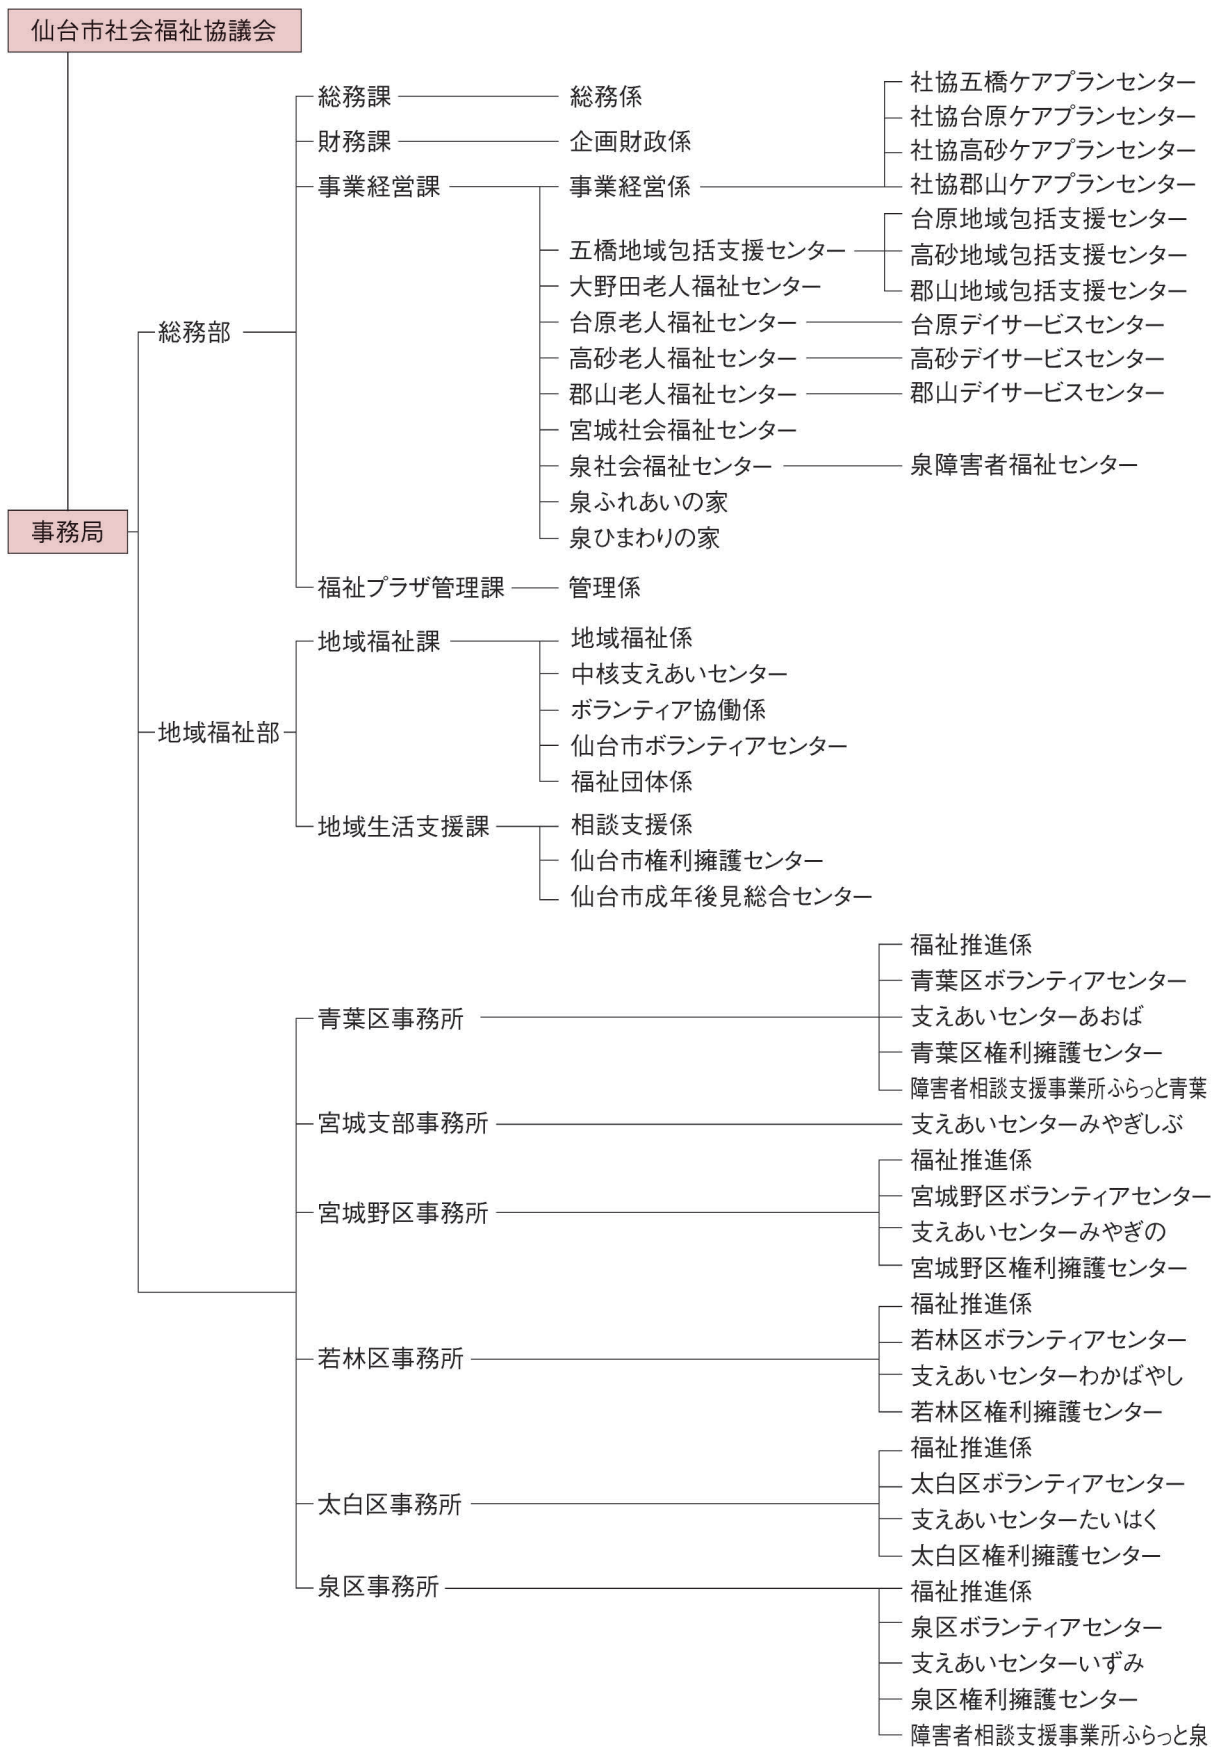 仙台市社会福祉協議会
事務局
総務部
総務課
総務係
財務課
企画財政係
事業経営課
事業経営係
社協五橋ケアプランセンター
社協台原ケアプランセンター
社協高砂ケアプランセンター
社協郡山ケアプランセンター
五橋地域包括支援センター
台原地域包括支援センター
高砂地域包括支援センター
郡山地域包括支援センター
大野田老人福祉センター
台原老人福祉センター
台原デイサービスセンター
高砂老人福祉センター
高砂デイサービスセンター
郡山老人福祉センター
郡山デイサービスセンター
宮城社会福祉センター
泉社会福祉センター
泉障害者福祉センター
泉ふれあいの家
泉ひまわりの家
福祉プラザ管理課
管理係
地域福祉部
地域福祉課
地域福祉係
中核支えあいセンター
ボランティア協働係
仙台市ボランティアセンター
福祉団体係
地域生活支援課
相談支援係
仙台市権利擁護センター
仙台市成年後見総合センター
青葉区事務所
福祉推進係
青葉区ボランティアセンター
支えあいセンターあおば
青葉区権利擁護センター
障害者相談支援事業所ふらっと青葉
宮城支部事務所
支えあいセンターみやぎしぶ
宮城野区事務所
福祉推進係
宮城野区ボランティアセンター
支えあいセンターみやぎの
宮城野区権利擁護センター
若林区事務所
福祉推進係
若林区ボランティアセンター
支えあいセンターわかばやし
若林区権利擁護センター
太白区事務所
福祉推進係
太白区ボランティアセンター
支えあいセンターたいはく
太白区権利擁護センター
泉区事務所
福祉推進係
泉区ボランティアセンター
支えあいセンターいずみ
泉区権利擁護センター
障害者相談支援事業所ふらっと泉